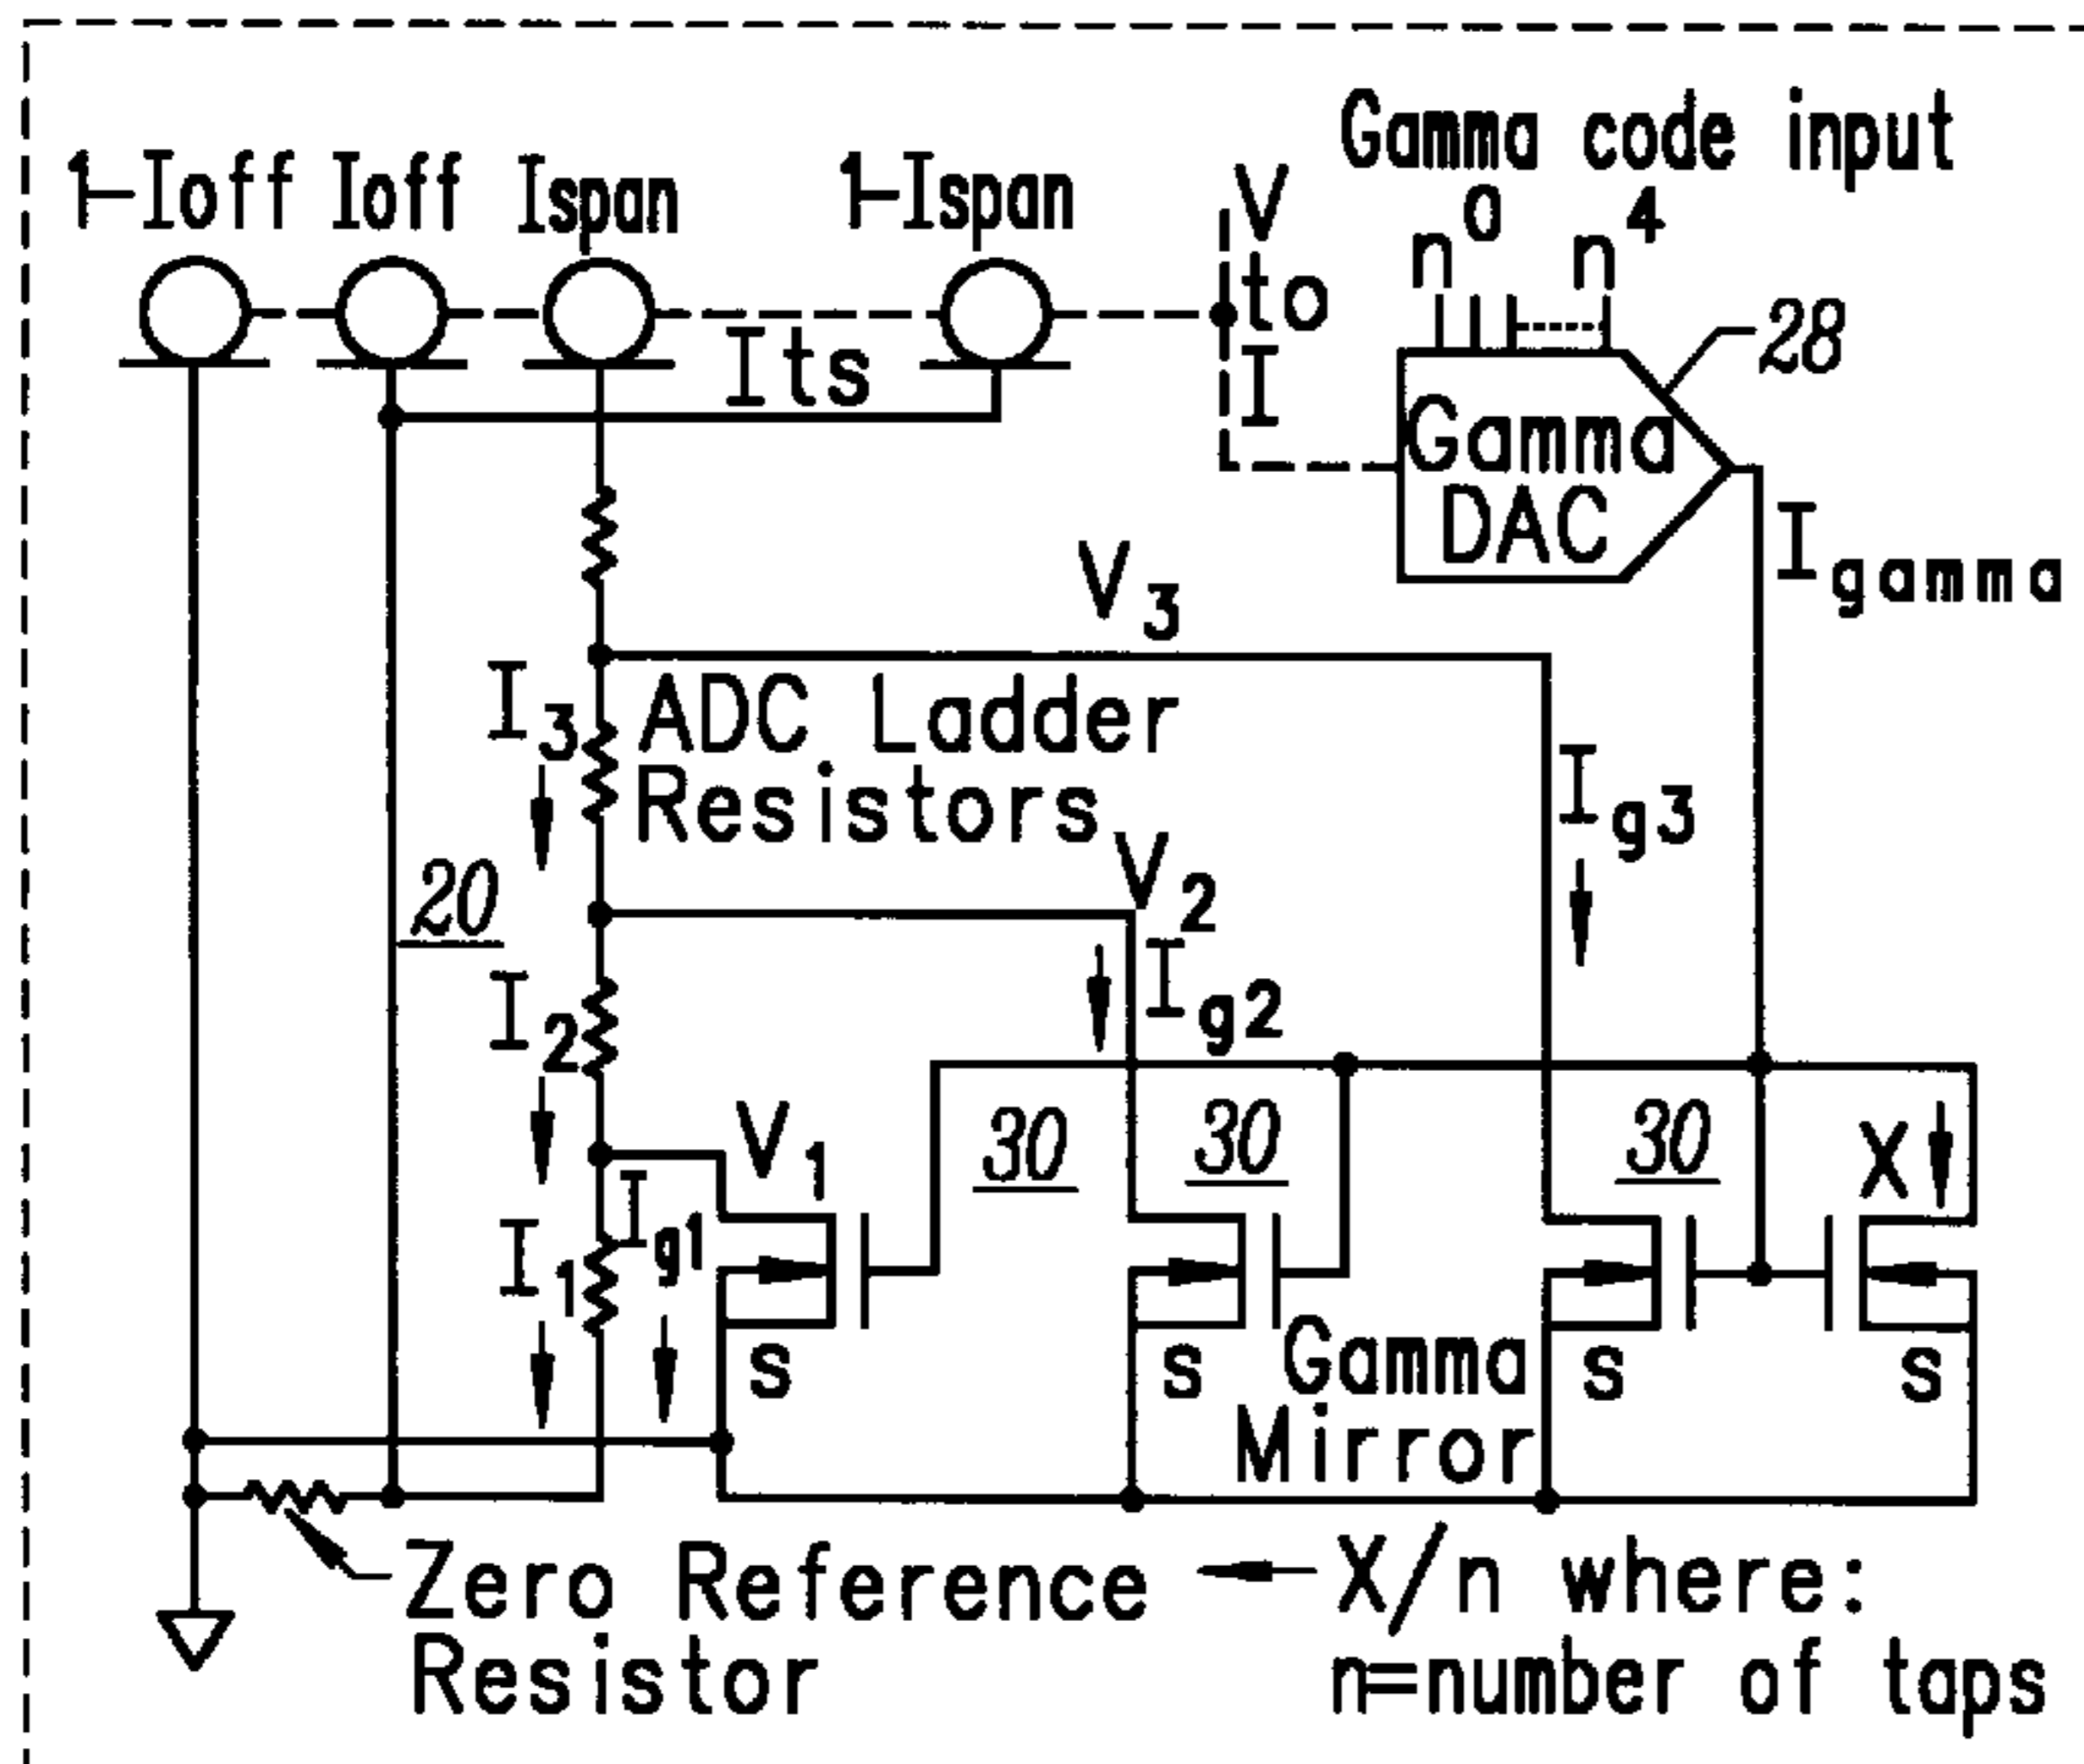 Gamma code input
1-Ioff Ioff Ispan 1-Ispan
V
to
I
n⁰ n⁴
28
Its
Gamma
DAC
Igamma
V3
I3
ADC Ladder
Resistors
Ig3
V2
20
Ig2
I2
V1
30
30
30
X
I1
Ig1
s
s
s
s
Gamma
Mirror
Zero Reference
Resistor
X/n where:
n=number of taps